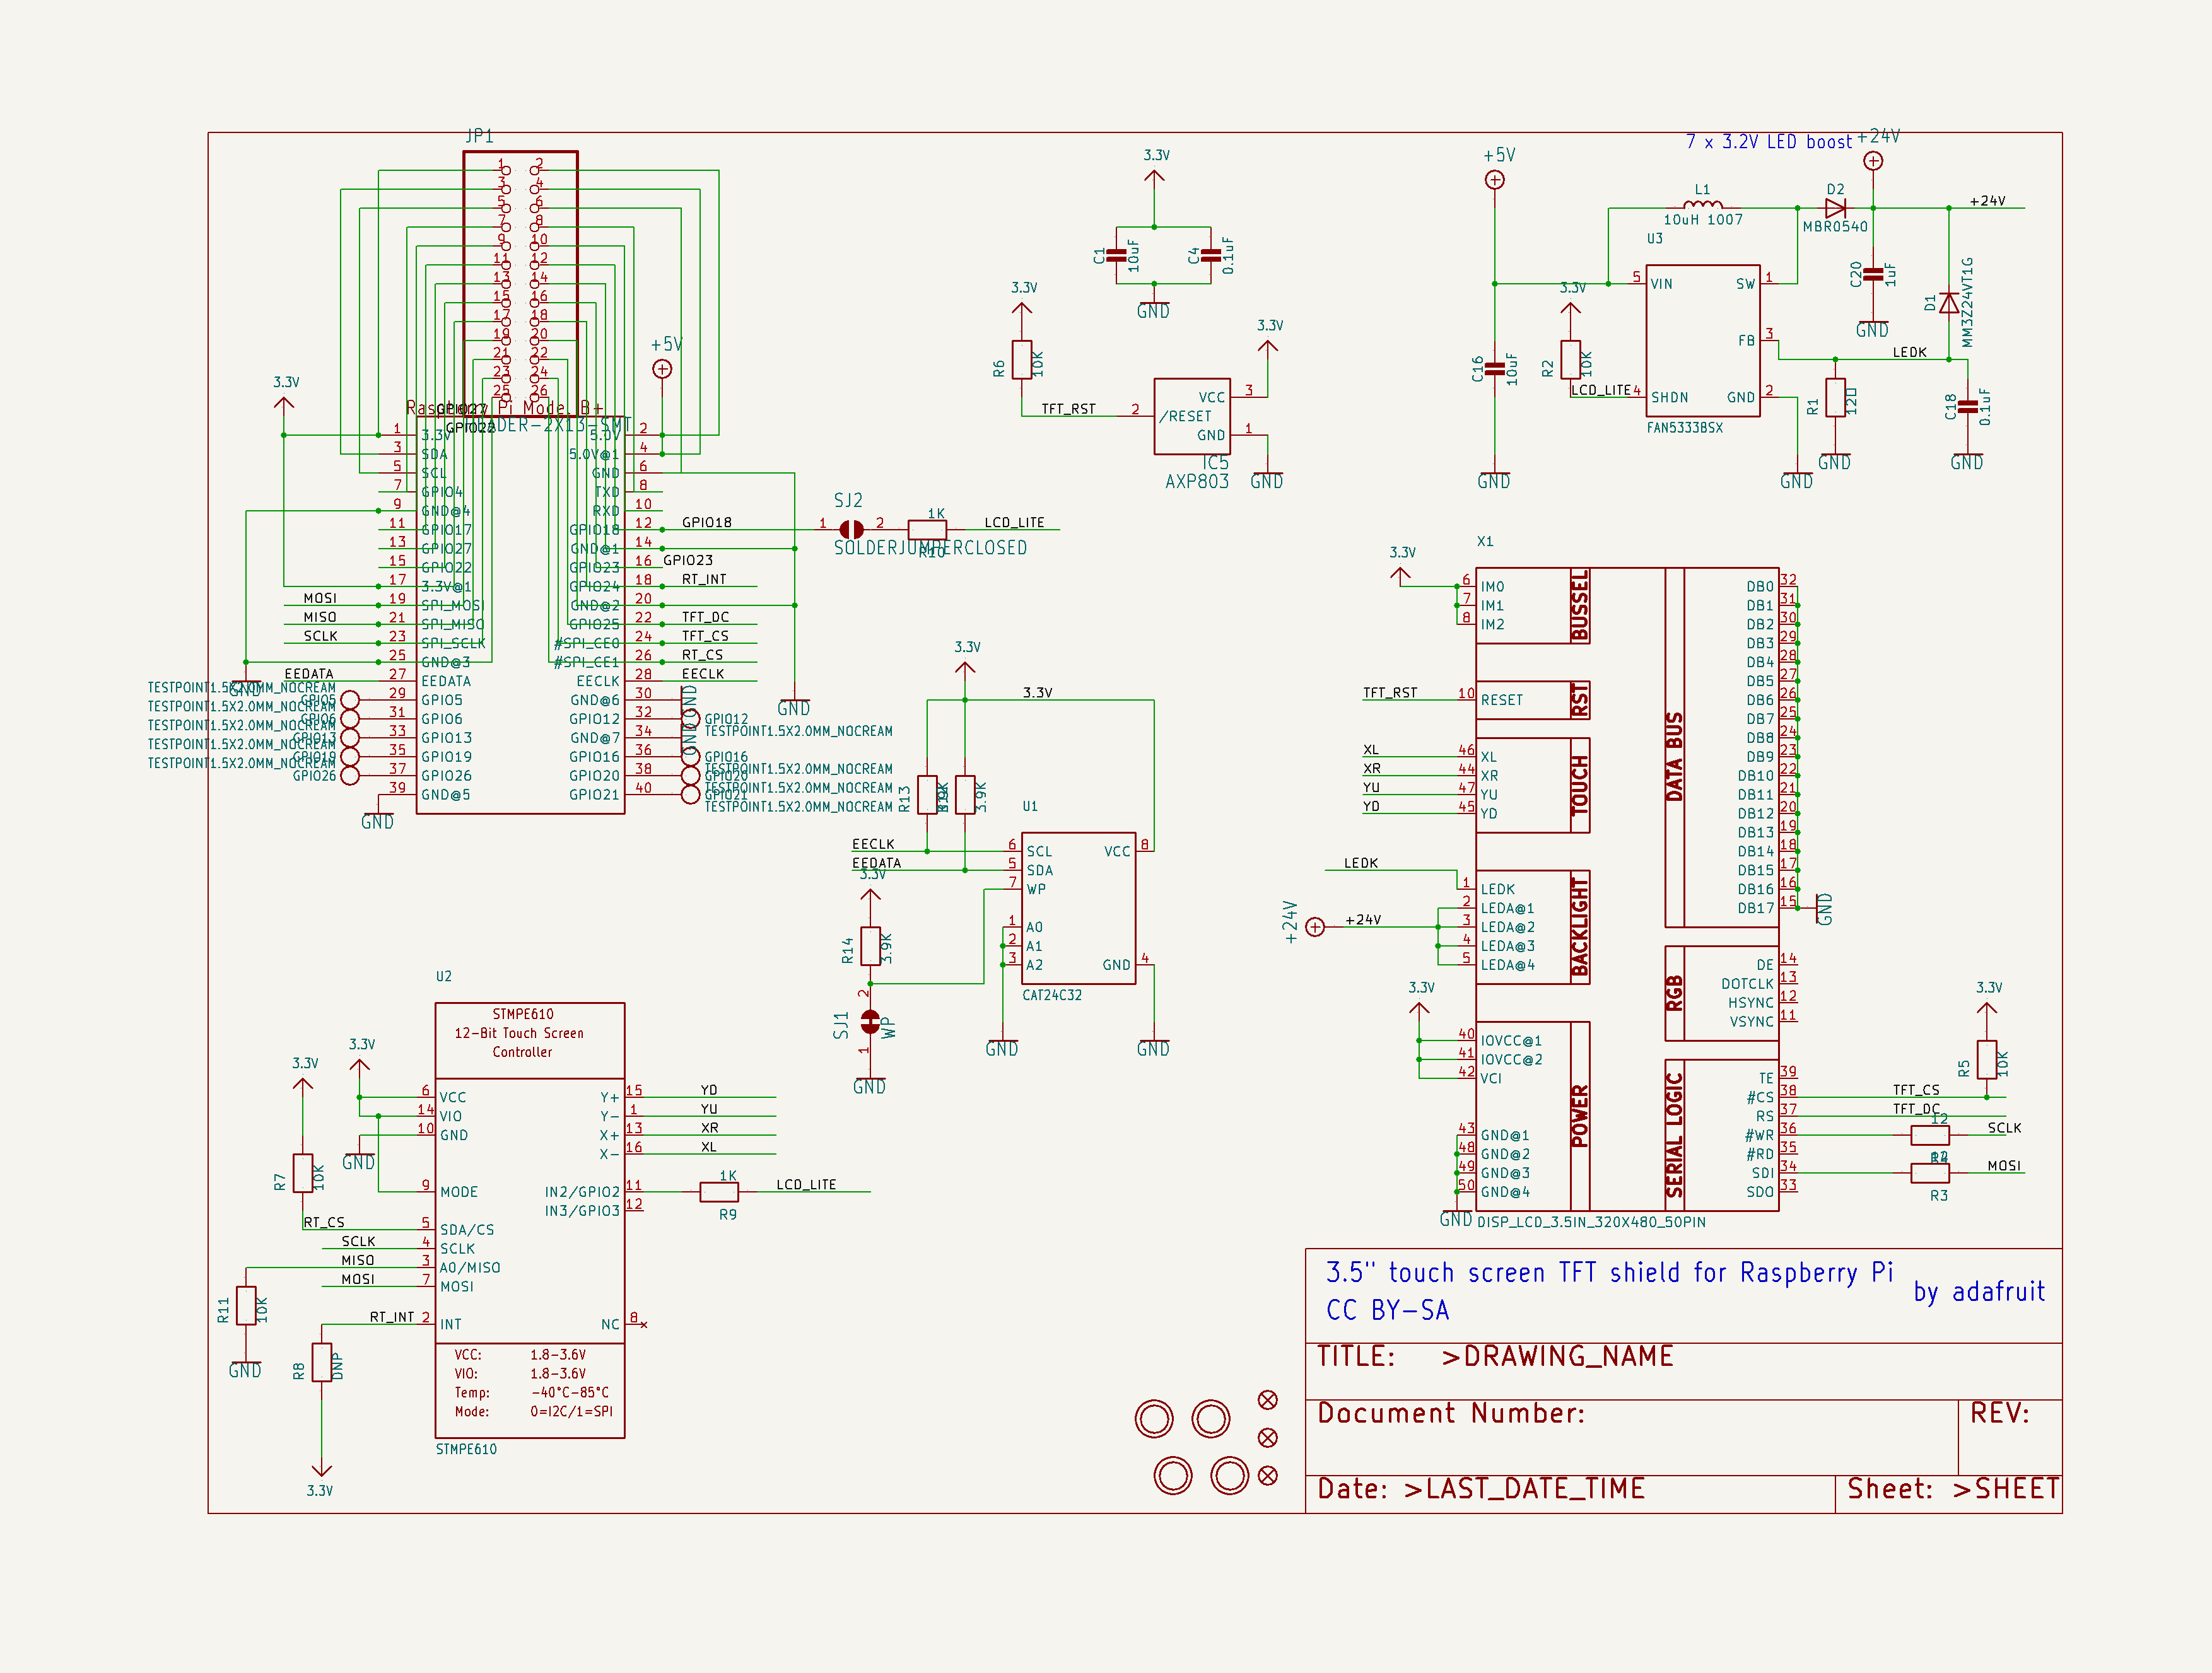 JP1
1 2
3 4
5 6
7 8
9 10
11 12
13 14
15 16
17 18
19 20
21 22
23 24
25 26
Raspberry Pi Model B+
HEADER-2X13-SMT
GPIO27
GPIO22
3.3V
+5V
1 3.3V
3 SDA
5 SCL
7 GPIO4
9 GND@4
11 GPIO17
13 GPIO27
15 GPIO22
17 3.3V@1
MOSI 19 SPI_MOSI
MISO 21 SPI_MISO
SCLK 23 SPI_SCLK
25 GND@3
EEDATA 27 EEDATA
29 GPIO5
31 GPIO6
33 GPIO13
35 GPIO19
37 GPIO26
39 GND@5
5.0V 2
5.0V@1 4
GND 6
TXD 8
RXD 10
GPIO18 12 GPIO18
GND@1 14
GPIO23 16 GPIO23
GPIO24 18 RT_INT
GND@2 20
GPIO25 22 TFT_DC
#SPI_CE0 24 TFT_CS
#SPI_CE1 26 RT_CS
EECLK 28 EECLK
GND@6 30 GND
GPIO12 32 GPIO12
GND@7 34 GND
GPIO16 36 GPIO16
GPIO20 38 GPIO20
GPIO21 40 GPIO21
GND
TESTPOINT1.5X2.0MM_NOCREAM
GPIO5
TESTPOINT1.5X2.0MM_NOCREAM
GPIO6
TESTPOINT1.5X2.0MM_NOCREAM
GPIO13
TESTPOINT1.5X2.0MM_NOCREAM
GPIO19
TESTPOINT1.5X2.0MM_NOCREAM
GPIO26
GND
TESTPOINT1.5X2.0MM_NOCREAM
TESTPOINT1.5X2.0MM_NOCREAM
TESTPOINT1.5X2.0MM_NOCREAM
TESTPOINT1.5X2.0MM_NOCREAM
GND
SJ2
1 2
SOLDERJUMPERCLOSED
1K
R10
LCD_LITE
3.3V
C1
10uF
C4
0.1uF
GND
3.3V
R6
10K
TFT_RST
2 /RESET
VCC 3
GND 1
3.3V
GND
IC5
AXP803
7 x 3.2V LED boost
+24V
+5V
L1
10uH 1007
D2
MBR0540
+24V
U3
5 VIN
4 SHDN
SW 1
FB 3
GND 2
FAN5333BSX
3.3V
R2
10K
LCD_LITE
C16
10uF
GND
GND
C20
1uF
GND
D1
MM3Z24VT1G
LEDK
R1
12Ω
GND
C18
0.1uF
GND
3.3V
3.3V
R13
3.9K
3.9K
U1
EECLK
EEDATA
6 SCL
5 SDA
7 WP
1 A0
2 A1
3 A2
VCC 8
GND 4
CAT24C32
3.3V
R14
3.9K
SJ1
2
1
WP
GND
GND
GND
X1
3.3V
6 IM0
7 IM1
8 IM2
BUSSEL
TFT_RST 10 RESET
RST
XL 46 XL
XR 44 XR
YU 47 YU
YD 45 YD
TOUCH
LEDK
1 LEDK
2 LEDA@1
3 LEDA@2
4 LEDA@3
5 LEDA@4
BACKLIGHT
+24V
+24V
3.3V
40 IOVCC@1
41 IOVCC@2
42 VCI
43 GND@1
48 GND@2
49 GND@3
50 GND@4
POWER
GND
DISP_LCD_3.5IN_320X480_50PIN
DATA BUS
DB0 32
DB1 31
DB2 30
DB3 29
DB4 28
DB5 27
DB6 26
DB7 25
DB8 24
DB9 23
DB10 22
DB11 21
DB12 20
DB13 19
DB14 18
DB15 17
DB16 16
DB17 15
GND
RGB
DE 14
DOTCLK 13
HSYNC 12
VSYNC 11
SERIAL LOGIC
TE 39
#CS 38
RS 37
#WR 36
#RD 35
SDI 34
SDO 33
3.3V
R5
10K
TFT_CS
TFT_DC
12
SCLK
R4
12
MOSI
R3
U2
STMPE610
12-Bit Touch Screen
Controller
3.3V
3.3V
6 VCC
14 VIO
10 GND
9 MODE
5 SDA/CS
4 SCLK
3 A0/MISO
7 MOSI
2 INT
Y+ 15 YD
Y- 1 YU
X+ 13 XR
X- 16 XL
IN2/GPIO2 11
IN3/GPIO3 12
NC 8
1K
R9
LCD_LITE
GND
R7
10K
RT_CS
SCLK
MISO
MOSI
RT_INT
R11
10K
GND
R8
DNP
3.3V
VCC: 1.8-3.6V
VIO: 1.8-3.6V
Temp: -40°C-85°C
Mode: 0=I2C/1=SPI
STMPE610
3.5" touch screen TFT shield for Raspberry Pi
by adafruit
CC BY-SA
TITLE: >DRAWING_NAME
Document Number:
REV:
Date: >LAST_DATE_TIME
Sheet: >SHEET